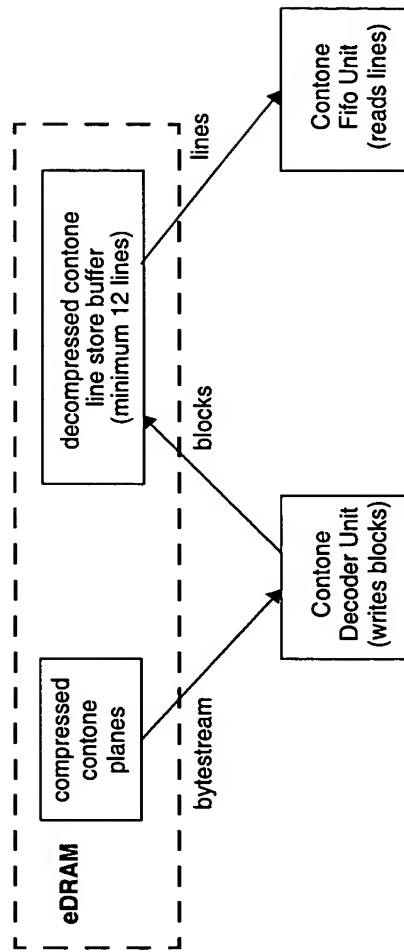 eDRAM
compressed
contone
planes
decompressed contone
line store buffer
(minimum 12 lines)
bytestream
blocks
lines
Contone
Decoder Unit
(writes blocks)
Contone
Fifo Unit
(reads lines)